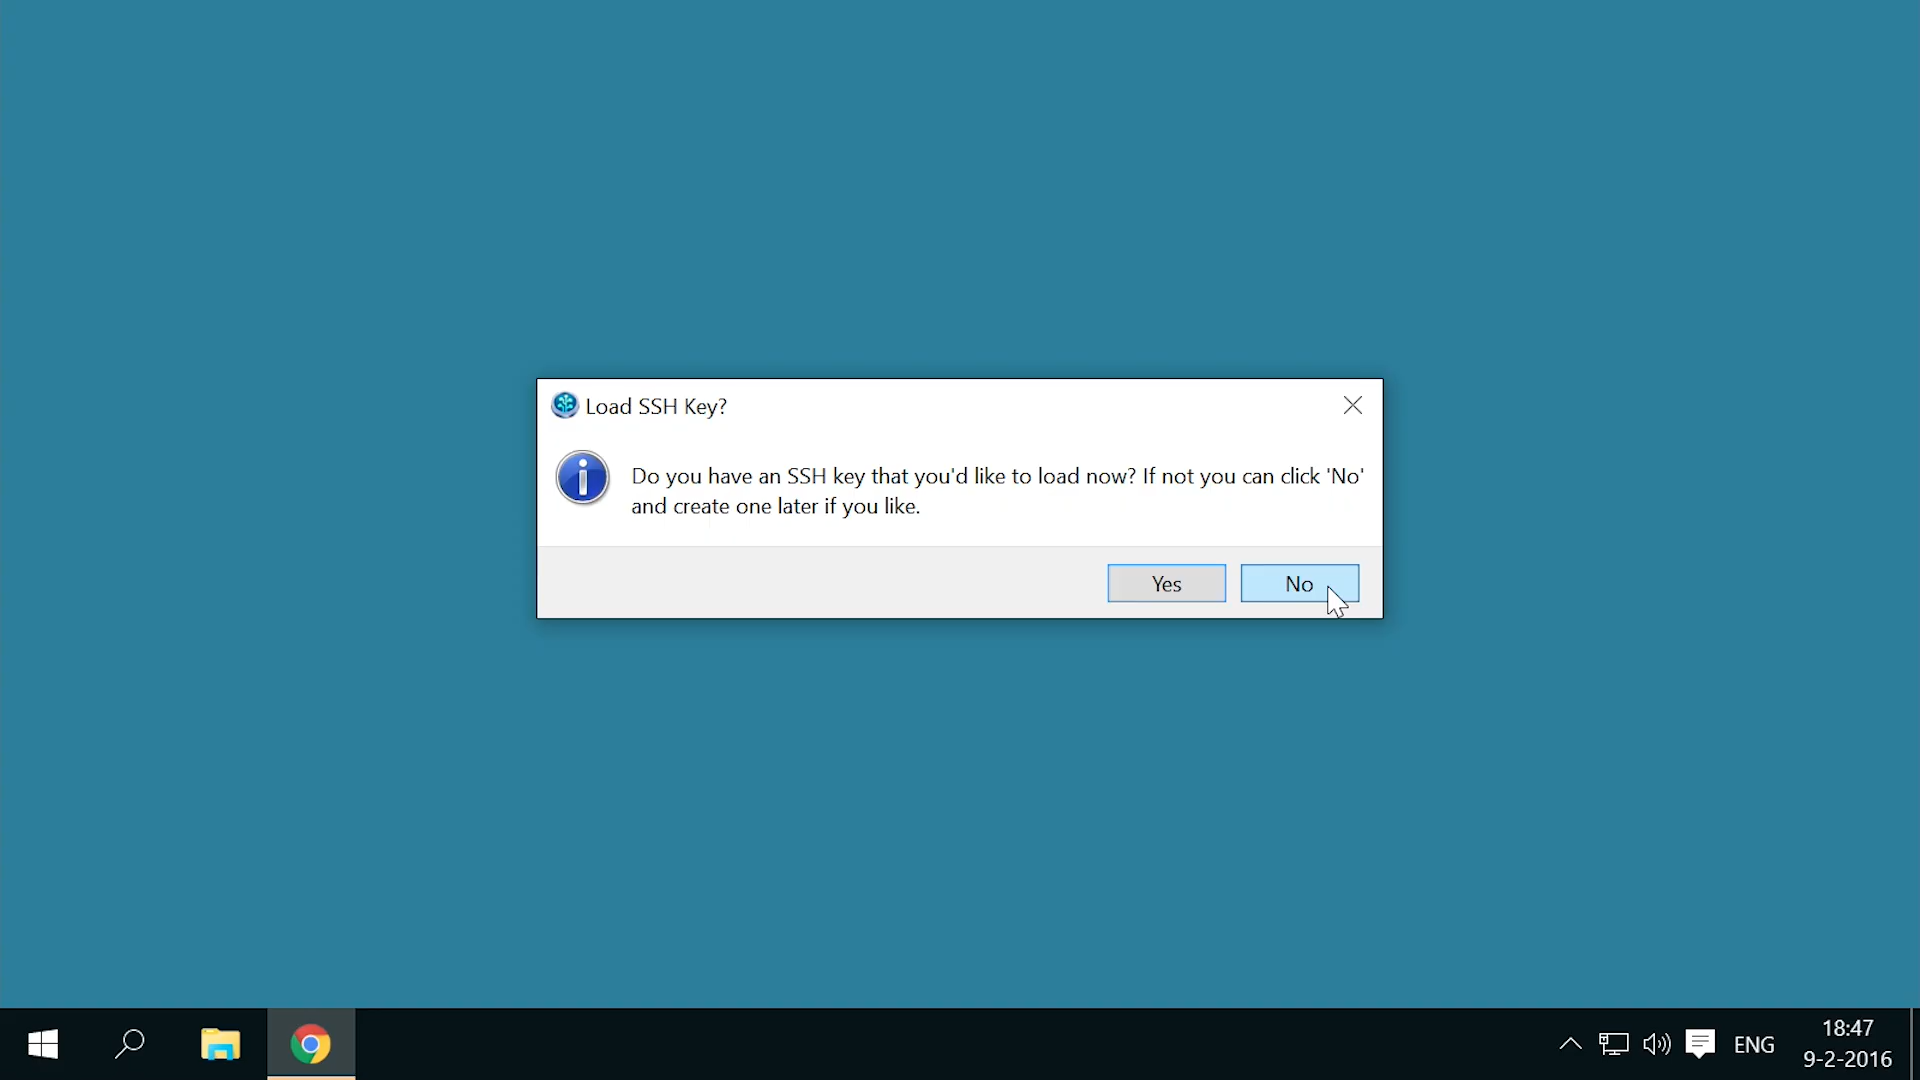 Load SSH Key?
Do you have an SSH key that you'd like to load now? If not you can click 'No'
and create one later if you like.
Yes
No
ENG
18:47
9-2-2016